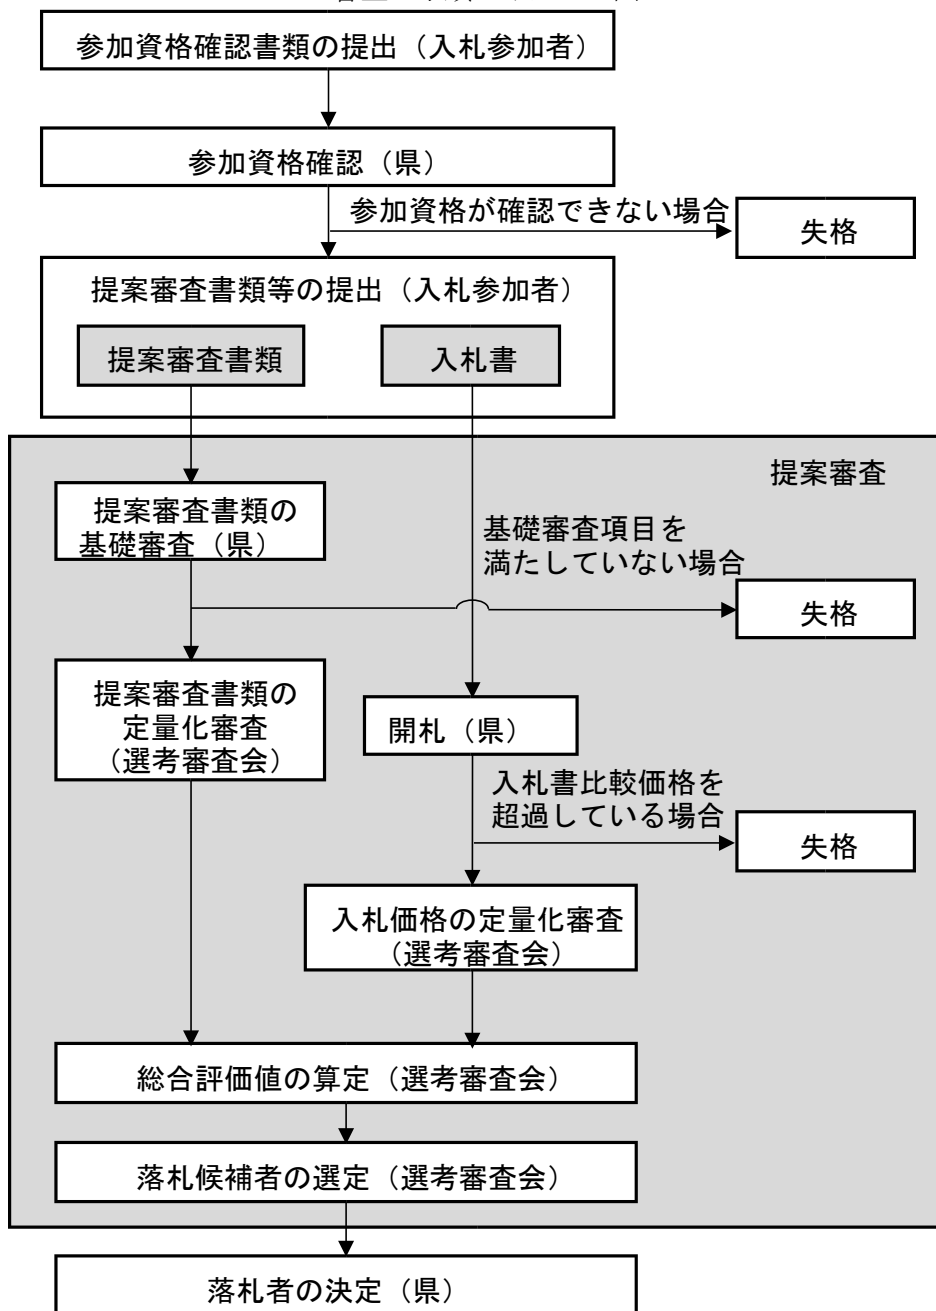 参加資格確認書類の提出（入札参加者）
参加資格確認（県）
参加資格が確認できない場合
失格
提案審査書類等の提出（入札参加者）
提案審査書類
入札書
提案審査
提案審査書類の
基礎審査（県）
基礎審査項目を
満たしていない場合
失格
提案審査書類の
定量化審査
（選考審査会）
開札（県）
入札書比較価格を
超過している場合
失格
入札価格の定量化審査
（選考審査会）
総合評価値の算定（選考審査会）
落札候補者の選定（選考審査会）
落札者の決定（県）